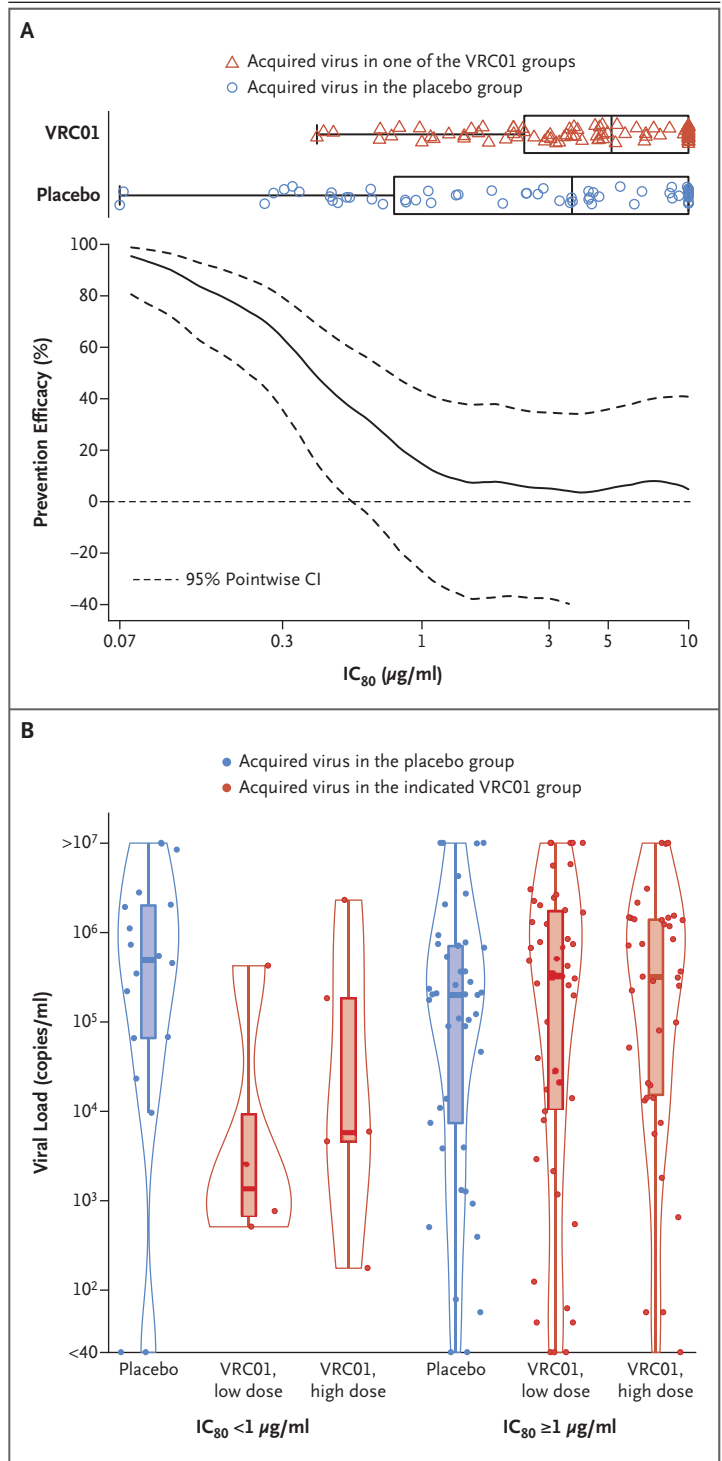 A
Acquired virus in one of the VRC01 groups
Acquired virus in the placebo group
VRC01
Placebo
100
80
60
40
20
0
−20
−40
Prevention Efficacy (%)
95% Pointwise CI
0.07
0.3
1
3
5
10
IC80 (µg/ml)
B
Acquired virus in the placebo group
Acquired virus in the indicated VRC01 group
>10⁷
10⁶
10⁵
10⁴
10³
10²
<40
Viral Load (copies/ml)
Placebo
VRC01,
low dose
VRC01,
high dose
Placebo
VRC01,
low dose
VRC01,
high dose
IC80 <1 µg/ml
IC80 ≥1 µg/ml